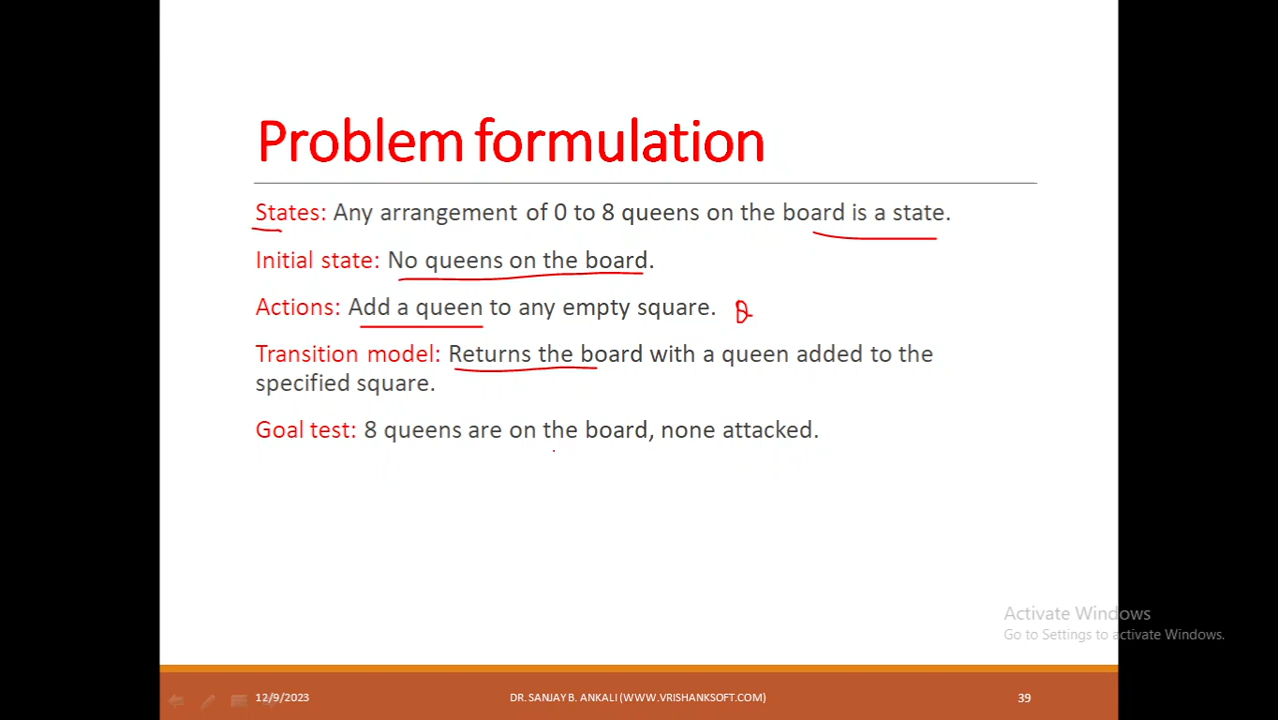 Problem formulation
States: Any arrangement of 0 to 8 queens on the board is a state.
Initial state: No queens on the board.
Actions: Add a queen to any empty square.
Transition model: Returns the board with a queen added to the
specified square.
Goal test: 8 queens are on the board, none attacked.
Activate Windows
Go to Settings to activate Windows.
12/9/2023
DR. SANJAY B. ANKALI (WWW.VRISHANKSOFT.COM)
39